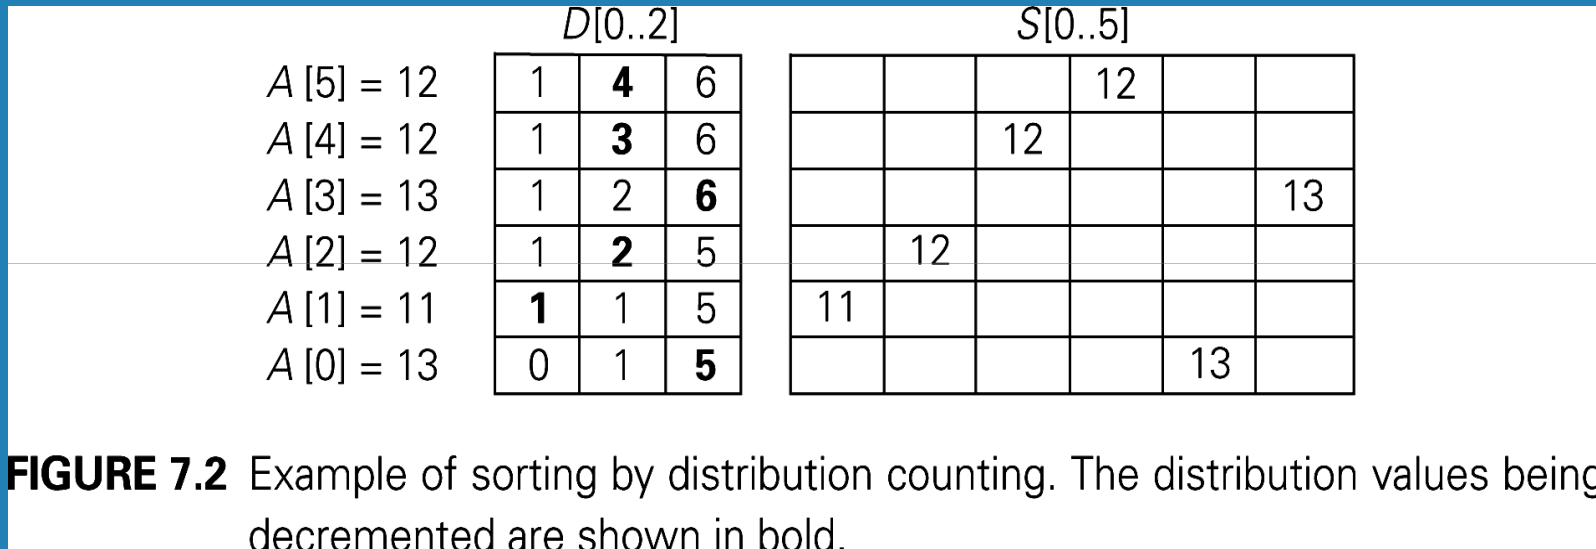 D[0..2] S[0..5]
A [5] = 12 1 4 6 12
A [4] = 12 1 3 6 12
A [3] = 13 1 2 6 13
A [2] = 12 1 2 5 12
A [1] = 11 1 1 5 11
A [0] = 13 0 1 5 13
FIGURE 7.2 Example of sorting by distribution counting. The distribution values being
decremented are shown in bold.